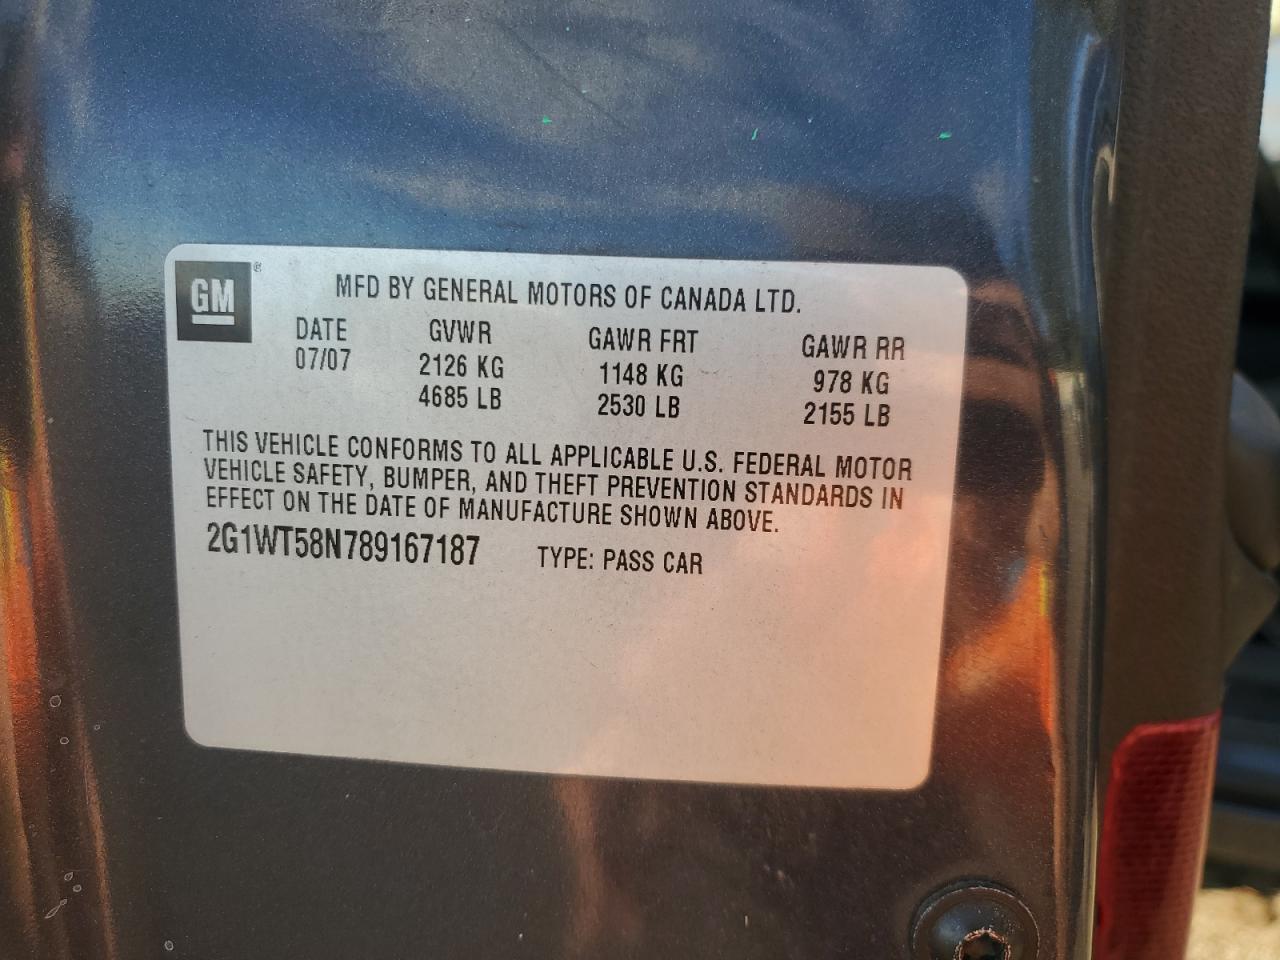 GM
MFD BY GENERAL MOTORS OF CANADA LTD.
DATE GVWR GAWR FRT GAWR RR
07/07 2126 KG 1148 KG 978 KG
4685 LB 2530 LB 2155 LB
THIS VEHICLE CONFORMS TO ALL APPLICABLE U.S. FEDERAL MOTOR
VEHICLE SAFETY, BUMPER, AND THEFT PREVENTION STANDARDS IN
EFFECT ON THE DATE OF MANUFACTURE SHOWN ABOVE.
2G1WT58N789167187 TYPE: PASS CAR